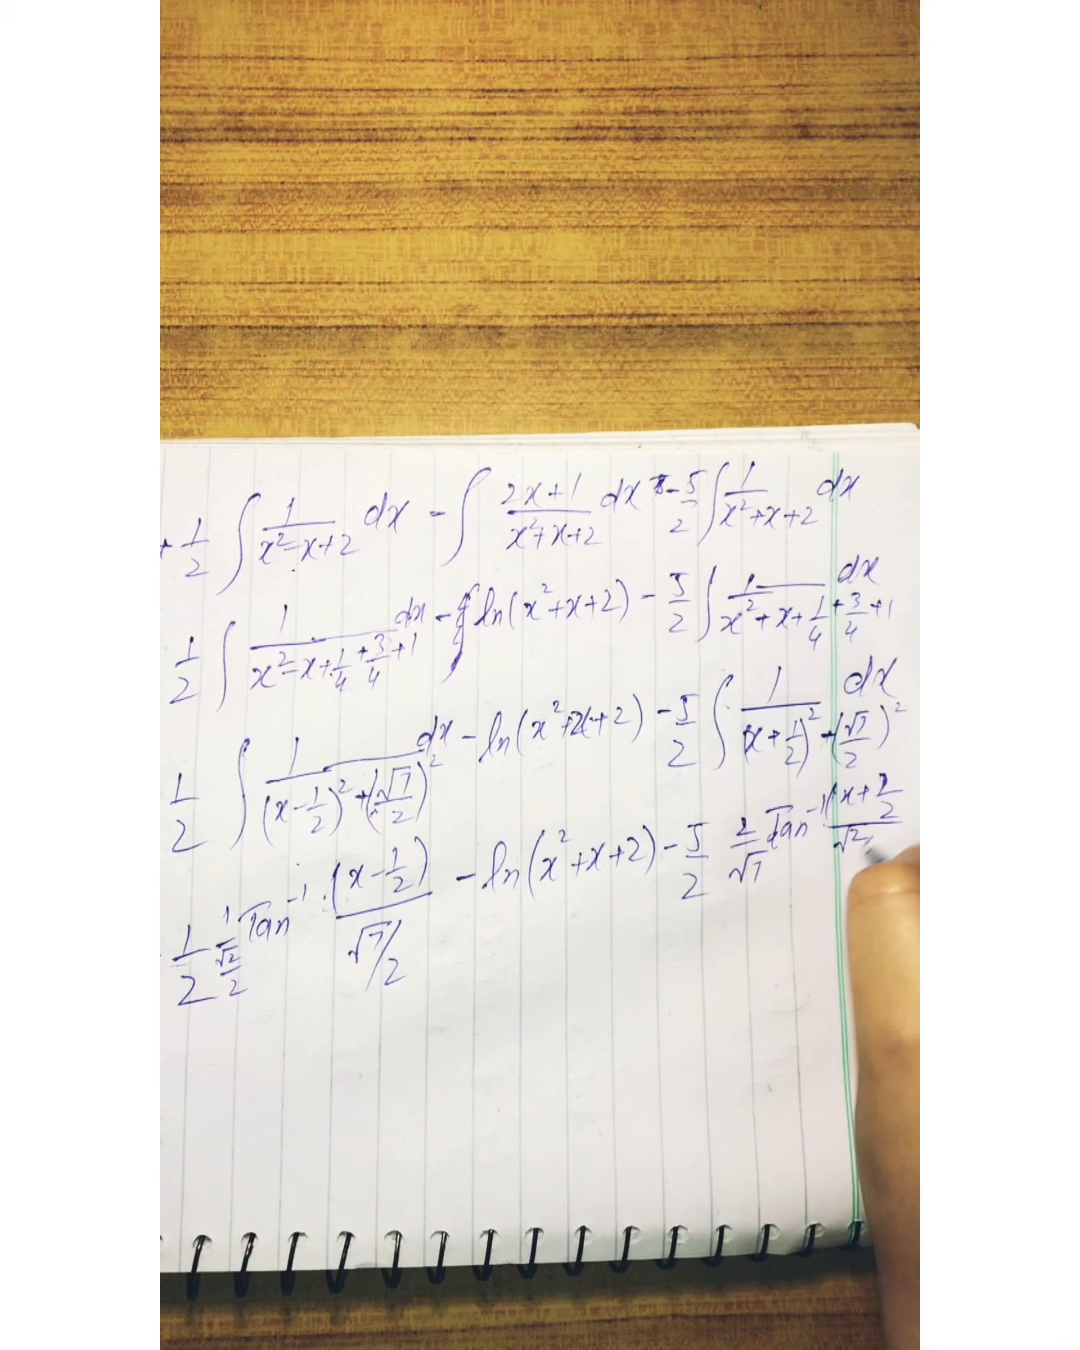 + 1/2 ∫ 1/(x²-x+2) dx - ∫ (2x+1)/(x²+x+2) dx - 5/2 ∫ 1/(x²+x+2) dx
1/2 ∫ 1/(x²-x+1/4+3/4+1) dx - ln(x²+x+2) - 5/2 ∫ 1/(x²+x+1/4+3/4+1) dx
1/2 ∫ 1/((x-1/2)²+(√7/2)²) dx - ln(x²+x+2) - 5/2 ∫ 1/((x+1/2)²+(√7/2)²) dx
1/2 1/(√2/2) Tan⁻¹ (x-1/2)/(√7/2) - ln(x²+x+2) - 5/2 2/√7 Tan⁻¹